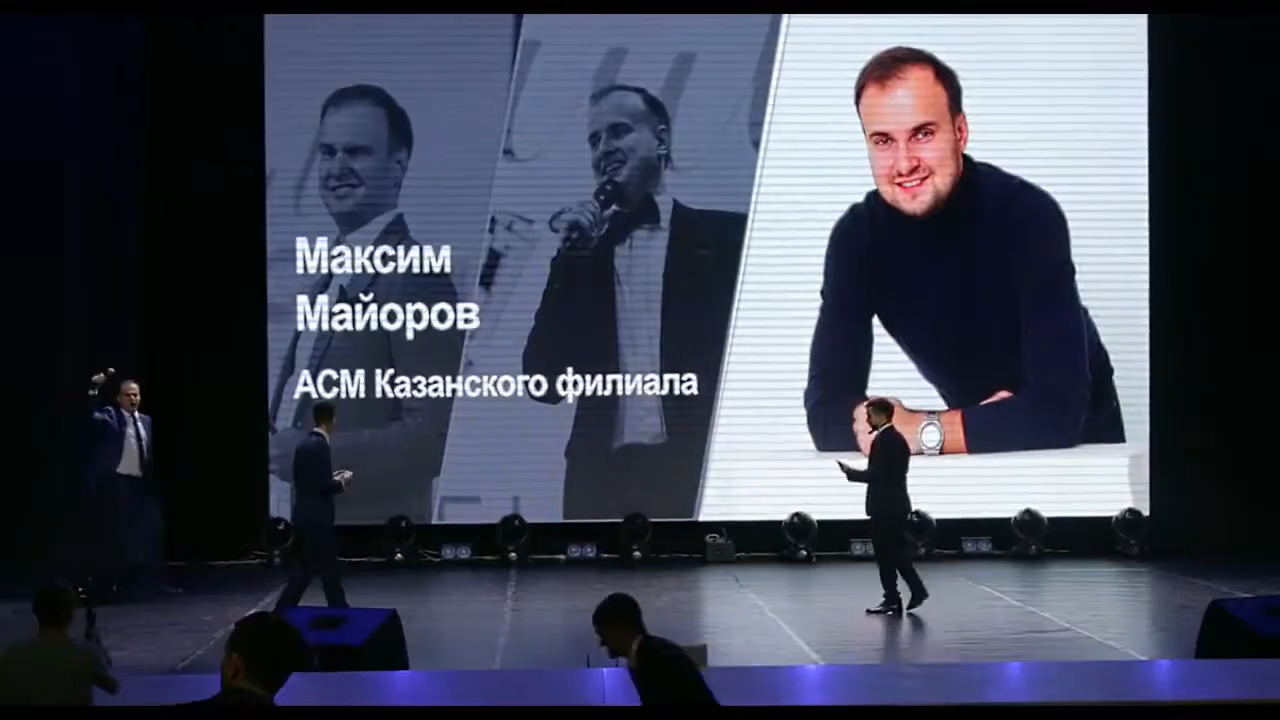 Максим
Майоров
АСМ Казанского филиала